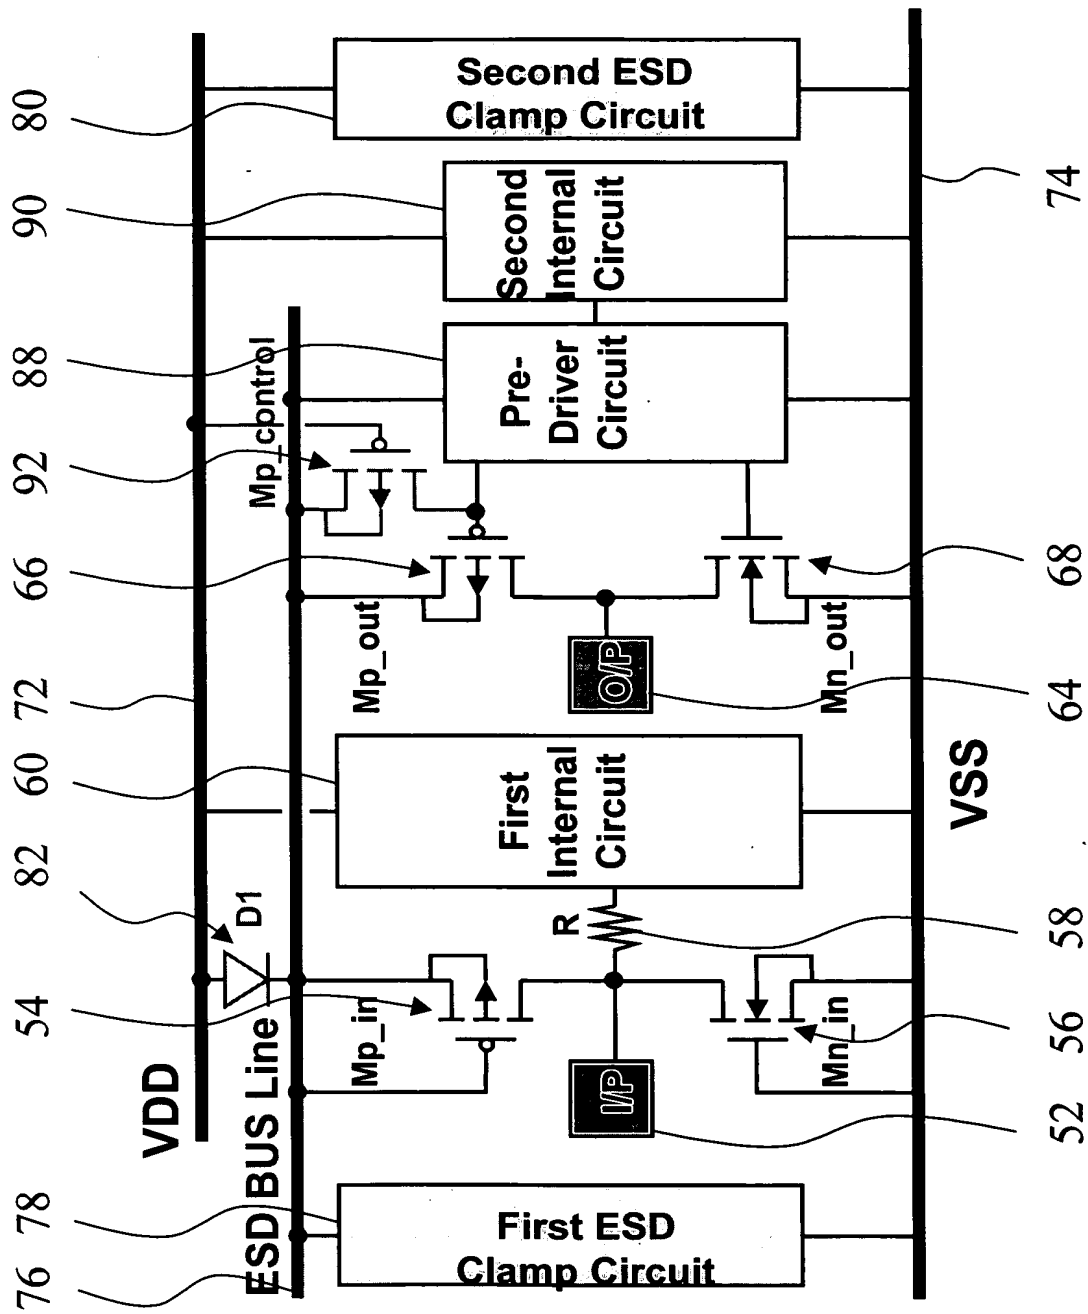 80
90
88
92
66
72
60
82
54
78
76
VDD
ESD BUS Line
D1
Second ESD
Clamp Circuit
Second
Internal
Circuit
Pre-
Driver
Circuit
Mp_control
Mp_out
O/P
Mn_out
First
Internal
Circuit
R
Mp_in
I/P
Mn_in
First ESD
Clamp Circuit
VSS
74
68
64
58
56
52